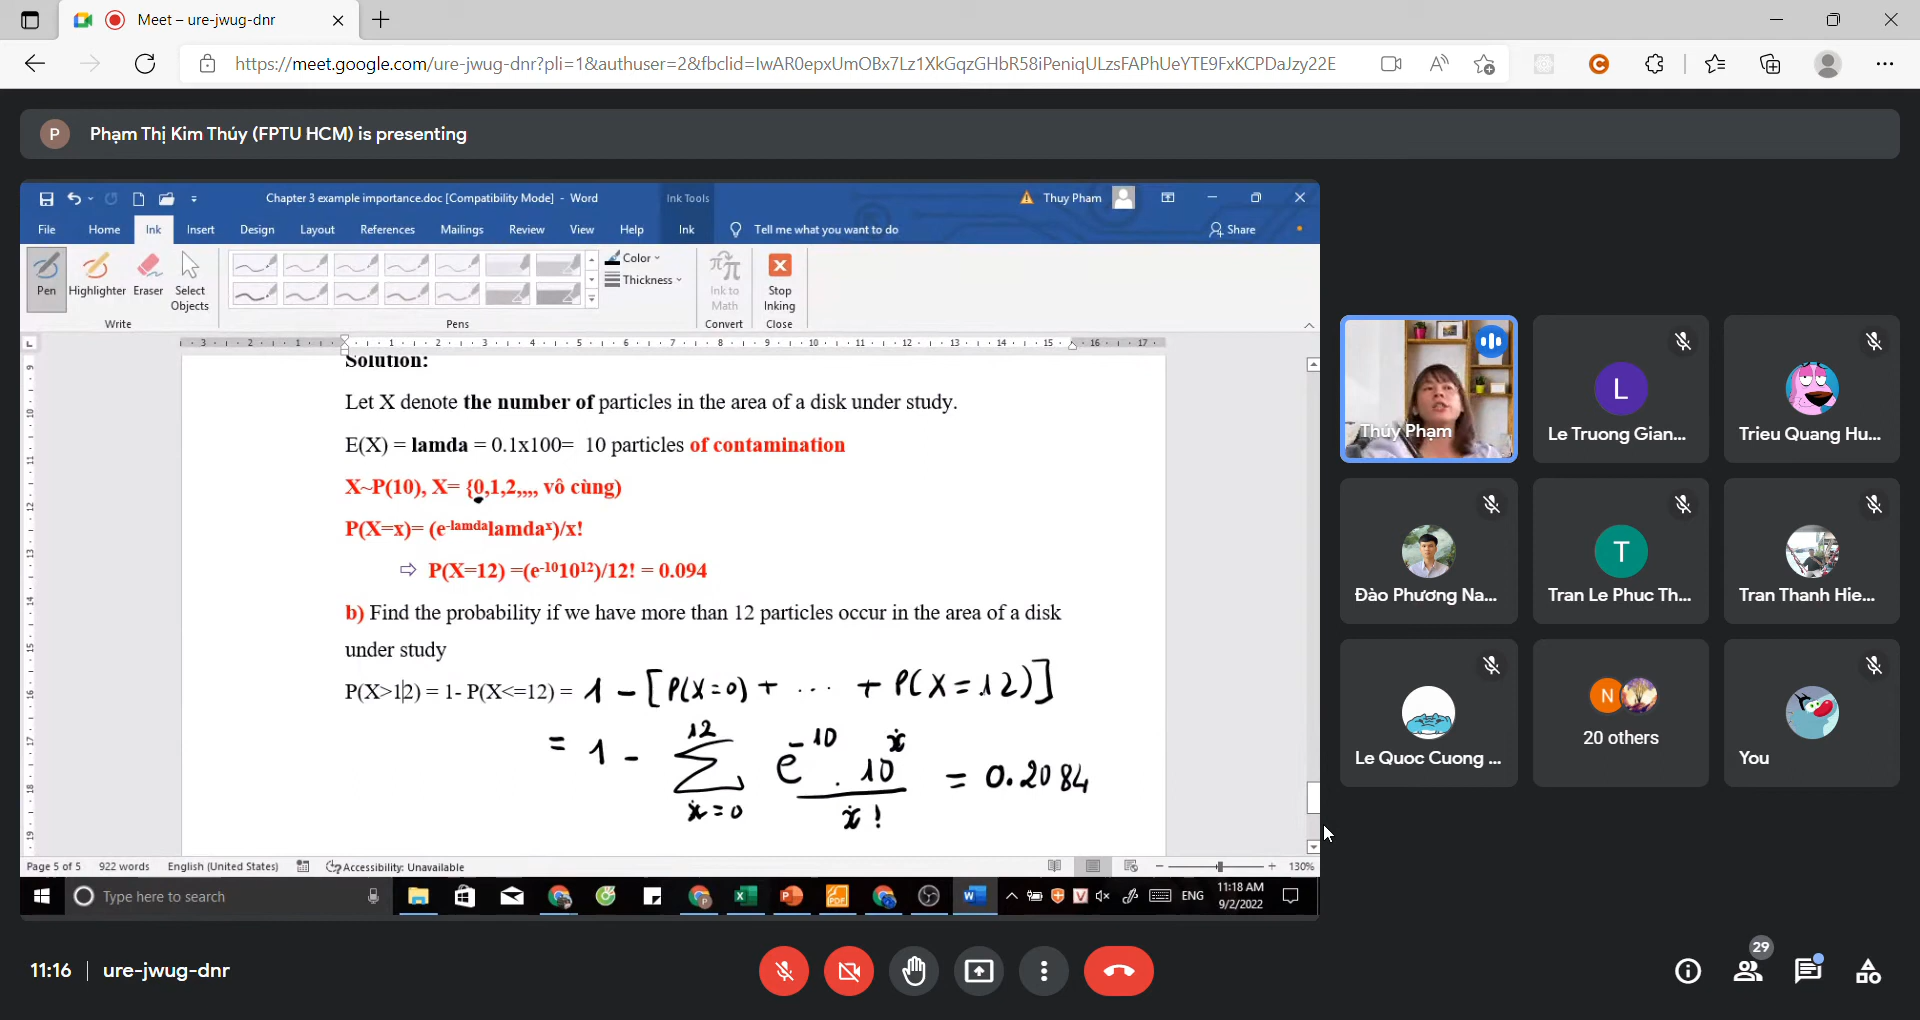 Meet – ure-jwug-dnr
https://meet.google.com/ure-jwug-dnr?pli=1&authuser=2&fbclid=IwAR0epxUmOBx7Lz1XkGqzGHbR58iPeniqULzsFAPhUeYTE9FxKCPDaJzy22E
P Phạm Thị Kim Thúy (FPTU HCM) is presenting
Chapter 3 example importance.doc [Compatibility Mode] - Word Ink Tools Thuy Pham
File Home Ink Insert Design Layout References Mailings Review View Help Ink Tell me what you want to do Share
Pen Highlighter Eraser Select Objects
Color
Thickness
Ink to Math
Stop Inking
Write Pens Convert Close
Solution:
Let X denote the number of particles in the area of a disk under study.
E(X) = lamda = 0.1x100= 10 particles of contamination
X~P(10), X= {0,1,2,,,, vô cùng)
P(X=x)= (e^-lamda lamda^x)/x!
⇨ P(X=12) =(e^-10 10^12)/12! = 0.094
b) Find the probability if we have more than 12 particles occur in the area of a disk
under study
P(X>12) = 1- P(X<=12) = 1 - [P(X=0) + ... + P(X=12)]
= 1 - 12 ∑ x=0 e^-10 . 10^x / x! = 0.2084
Page 5 of 5 922 words English (United States) Accessibility: Unavailable 130%
Type here to search
ENG
11:18 AM
9/2/2022
Thúy Phạm
L
Le Truong Gian...
Trieu Quang Hu...
Đào Phương Na...
T
Tran Le Phuc Th...
Tran Thanh Hie...
Le Quoc Cuong ...
N
20 others
You
11:16 | ure-jwug-dnr
29